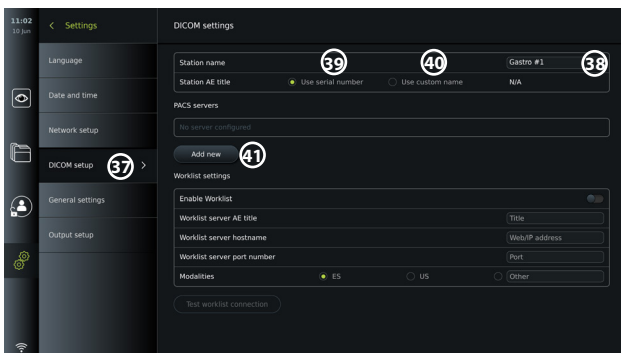 11:02
10 Jun
Settings
DICOM settings
Language
Date and time
Network setup
DICOM setup 37
General settings
Output setup
39 40 38
Station name Gastro #1
Station AE title Use serial number Use custom name N/A
PACS servers
No server configured
Add new 41
Worklist settings
Enable Worklist
Worklist server AE title Title
Worklist server hostname Web/IP address
Worklist server port number Port
Modalities ES US Other
Test worklist connection